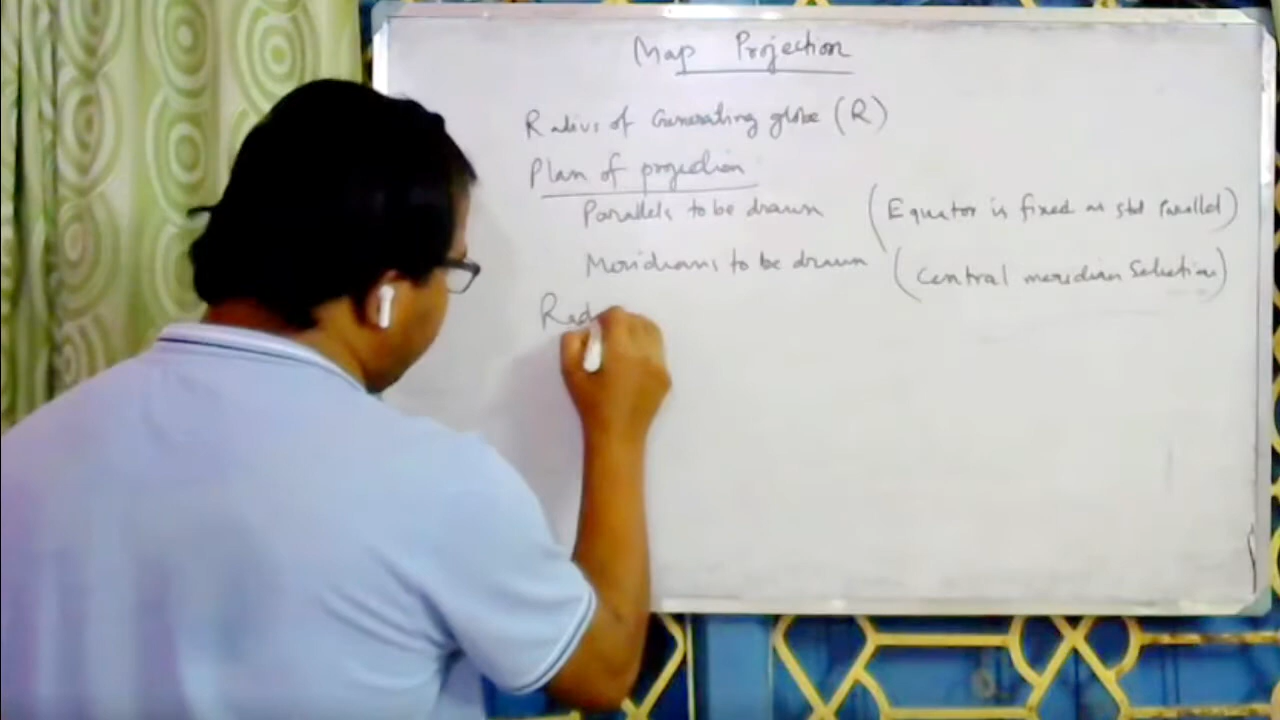 Map Projection
Radius of Generating globe (R)
Plan of projection
Parallels to be drawn (Equator is fixed as std parallel)
Meridians to be drawn (Central meridian Selection)
Rad